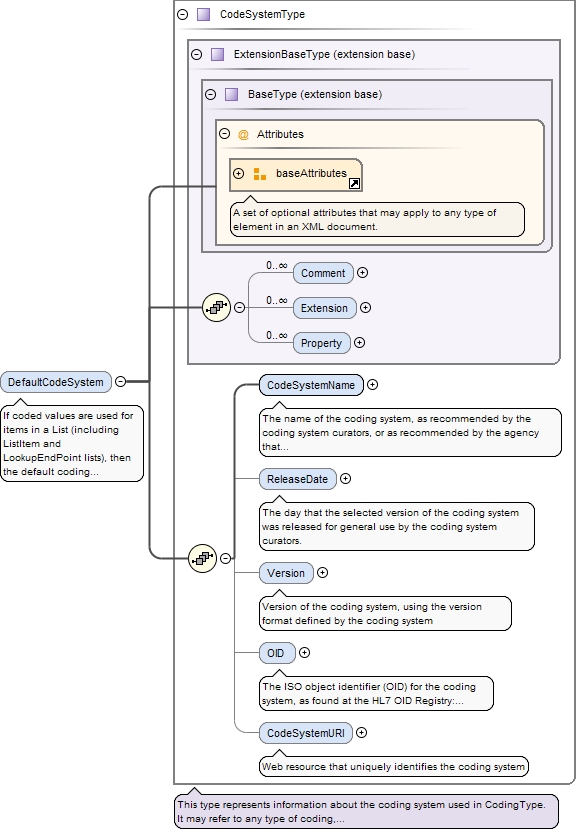 CodeSystemType
ExtensionBaseType (extension base)
BaseType (extension base)
@ Attributes
baseAttributes
A set of optional attributes that may apply to any type of
element in an XML document.
0..∞
Comment
0..∞
Extension
0..∞
Property
DefaultCodeSystem
If coded values are used for
items in a List (including
ListItem and
LookupEndPoint lists), then
the default coding...
CodeSystemName
The name of the coding system, as recommended by the
coding system curators, or as recommended by the agency
that...
ReleaseDate
The day that the selected version of the coding system
was released for general use by the coding system
curators.
Version
Version of the coding system, using the version
format defined by the coding system
OID
The ISO object identifier (OID) for the coding
system, as found at the HL7 OID Registry:...
CodeSystemURI
Web resource that uniquely identifies the coding system
This type represents information about the coding system used in CodingType.
It may refer to any type of coding,...